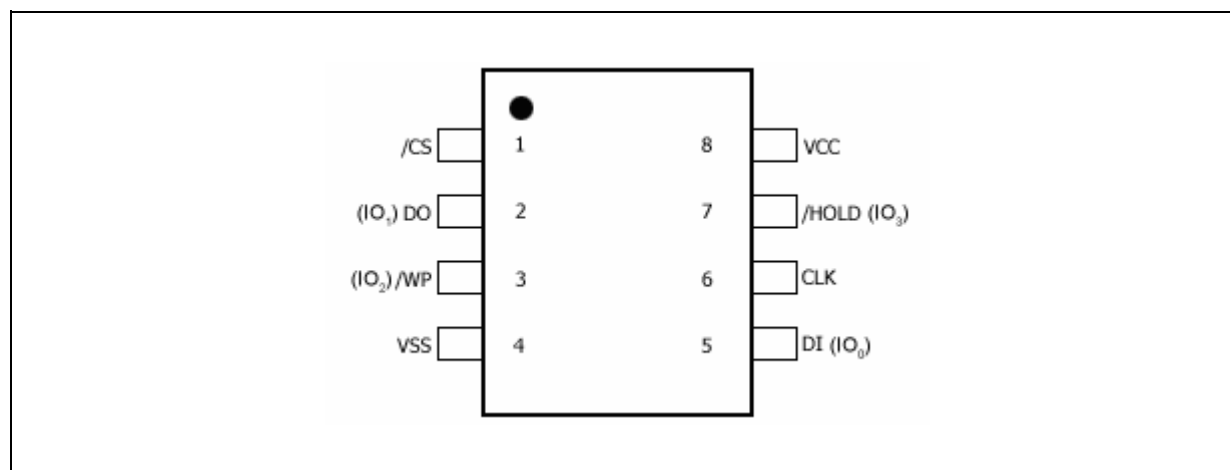 /CS 1 8 VCC
(IO₁) DO 2 7 /HOLD (IO₃)
(IO₂) /WP 3 6 CLK
VSS 4 5 DI (IO₀)